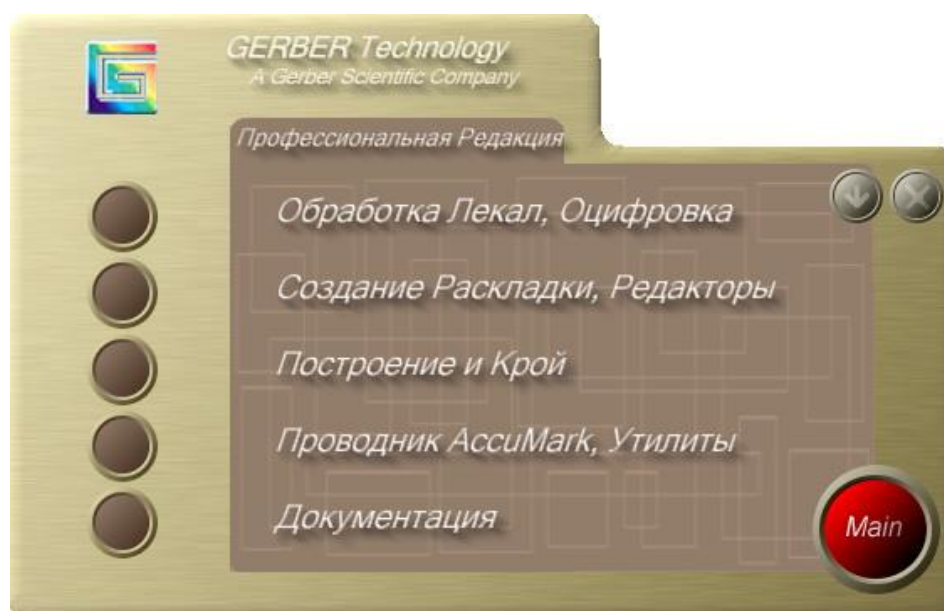 GERBER Technology
A Gerber Scientific Company
Профессиональная Редакция
Обработка Лекал, Оцифровка
Создание Раскладки, Редакторы
Построение и Крой
Проводник AccuMark, Утилиты
Документация
Main